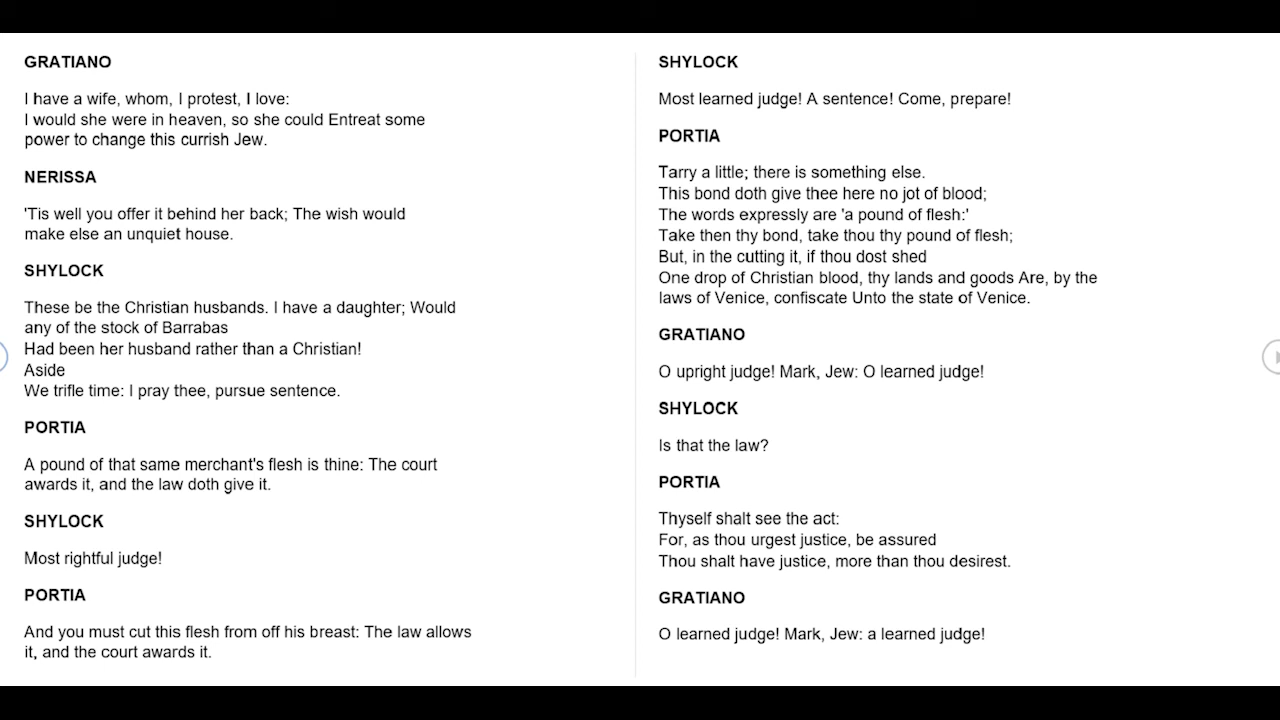 GRATIANO
I have a wife, whom, I protest, I love:
I would she were in heaven, so she could Entreat some
power to change this currish Jew.
NERISSA
'Tis well you offer it behind her back; The wish would
make else an unquiet house.
SHYLOCK
These be the Christian husbands. I have a daughter; Would
any of the stock of Barrabas
Had been her husband rather than a Christian!
Aside
We trifle time: I pray thee, pursue sentence.
PORTIA
A pound of that same merchant's flesh is thine: The court
awards it, and the law doth give it.
SHYLOCK
Most rightful judge!
PORTIA
And you must cut this flesh from off his breast: The law allows
it, and the court awards it.
SHYLOCK
Most learned judge! A sentence! Come, prepare!
PORTIA
Tarry a little; there is something else.
This bond doth give thee here no jot of blood;
The words expressly are 'a pound of flesh:'
Take then thy bond, take thou thy pound of flesh;
But, in the cutting it, if thou dost shed
One drop of Christian blood, thy lands and goods Are, by the
laws of Venice, confiscate Unto the state of Venice.
GRATIANO
O upright judge! Mark, Jew: O learned judge!
SHYLOCK
Is that the law?
PORTIA
Thyself shalt see the act:
For, as thou urgest justice, be assured
Thou shalt have justice, more than thou desirest.
GRATIANO
O learned judge! Mark, Jew: a learned judge!